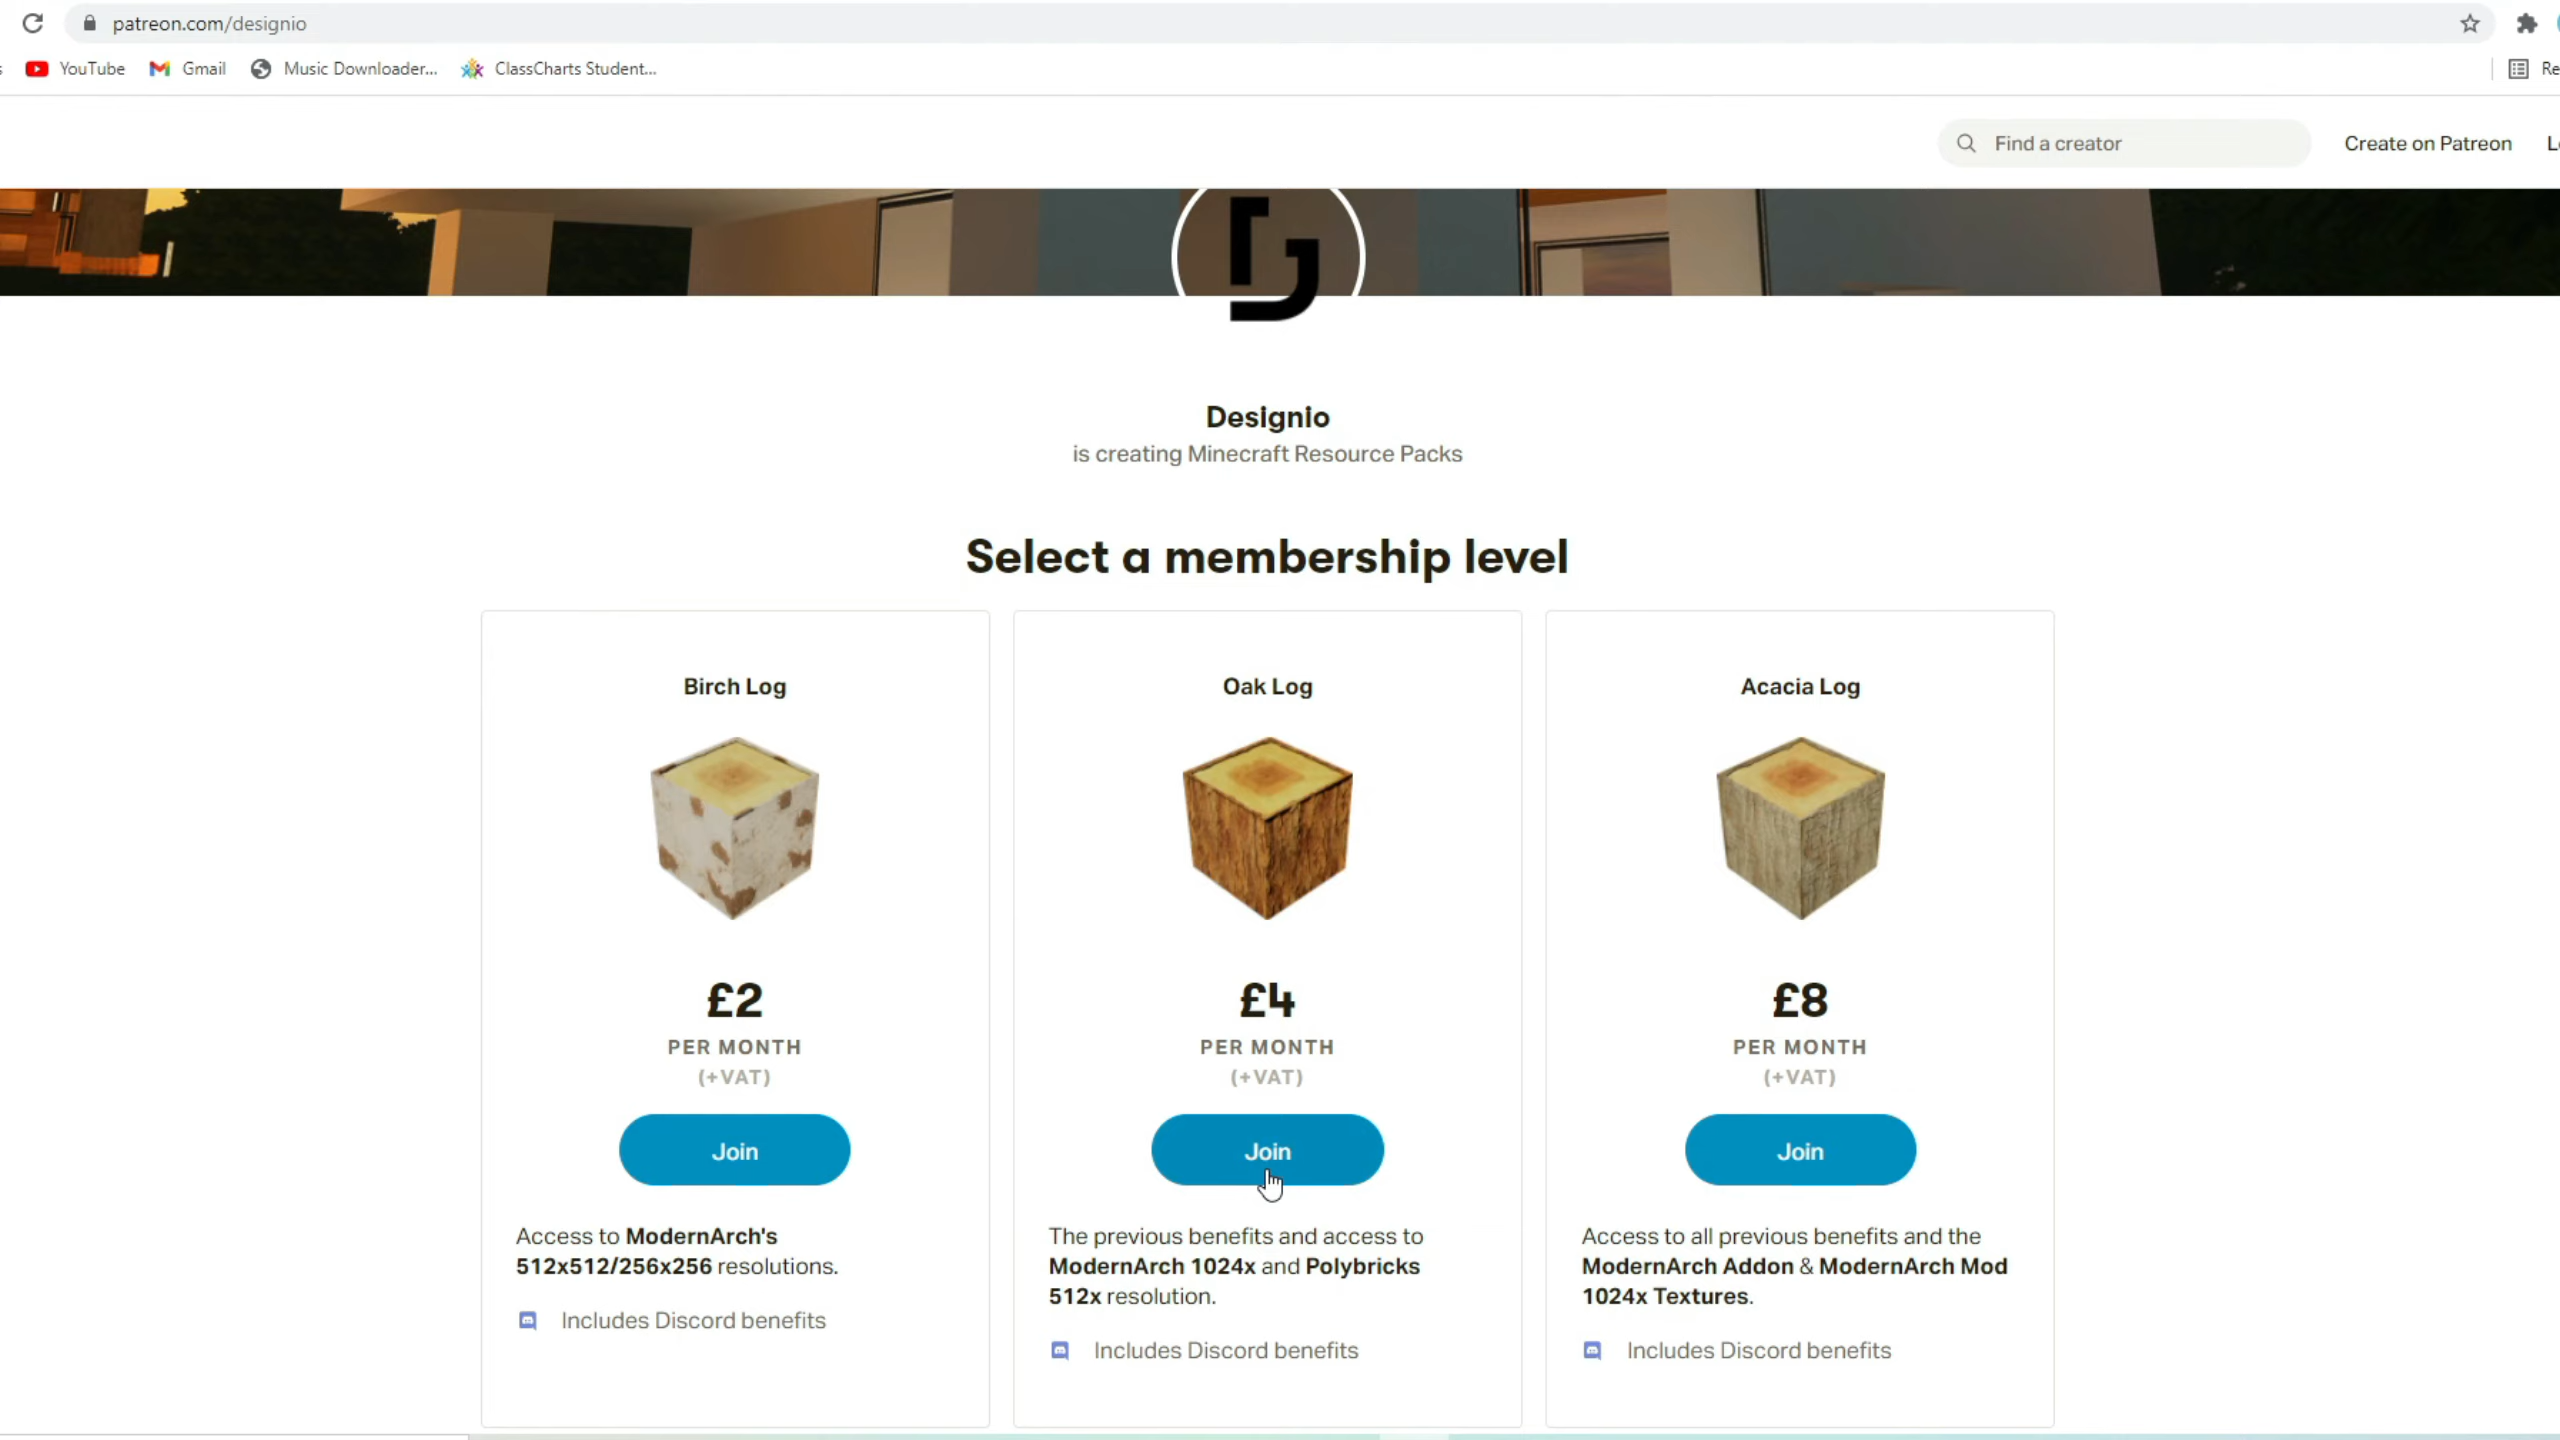 patreon.com/designio
YouTube
Gmail
Music Downloader...
ClassCharts Student...
Find a creator
Create on Patreon
Designio
is creating Minecraft Resource Packs
Select a membership level
Birch Log
£2
PER MONTH
(+VAT)
Join
Access to ModernArch's
512x512/256x256 resolutions.
Includes Discord benefits
Oak Log
£4
PER MONTH
(+VAT)
Join
The previous benefits and access to
ModernArch 1024x and Polybricks
512x resolution.
Includes Discord benefits
Acacia Log
£8
PER MONTH
(+VAT)
Join
Access to all previous benefits and the
ModernArch Addon & ModernArch Mod
1024x Textures.
Includes Discord benefits